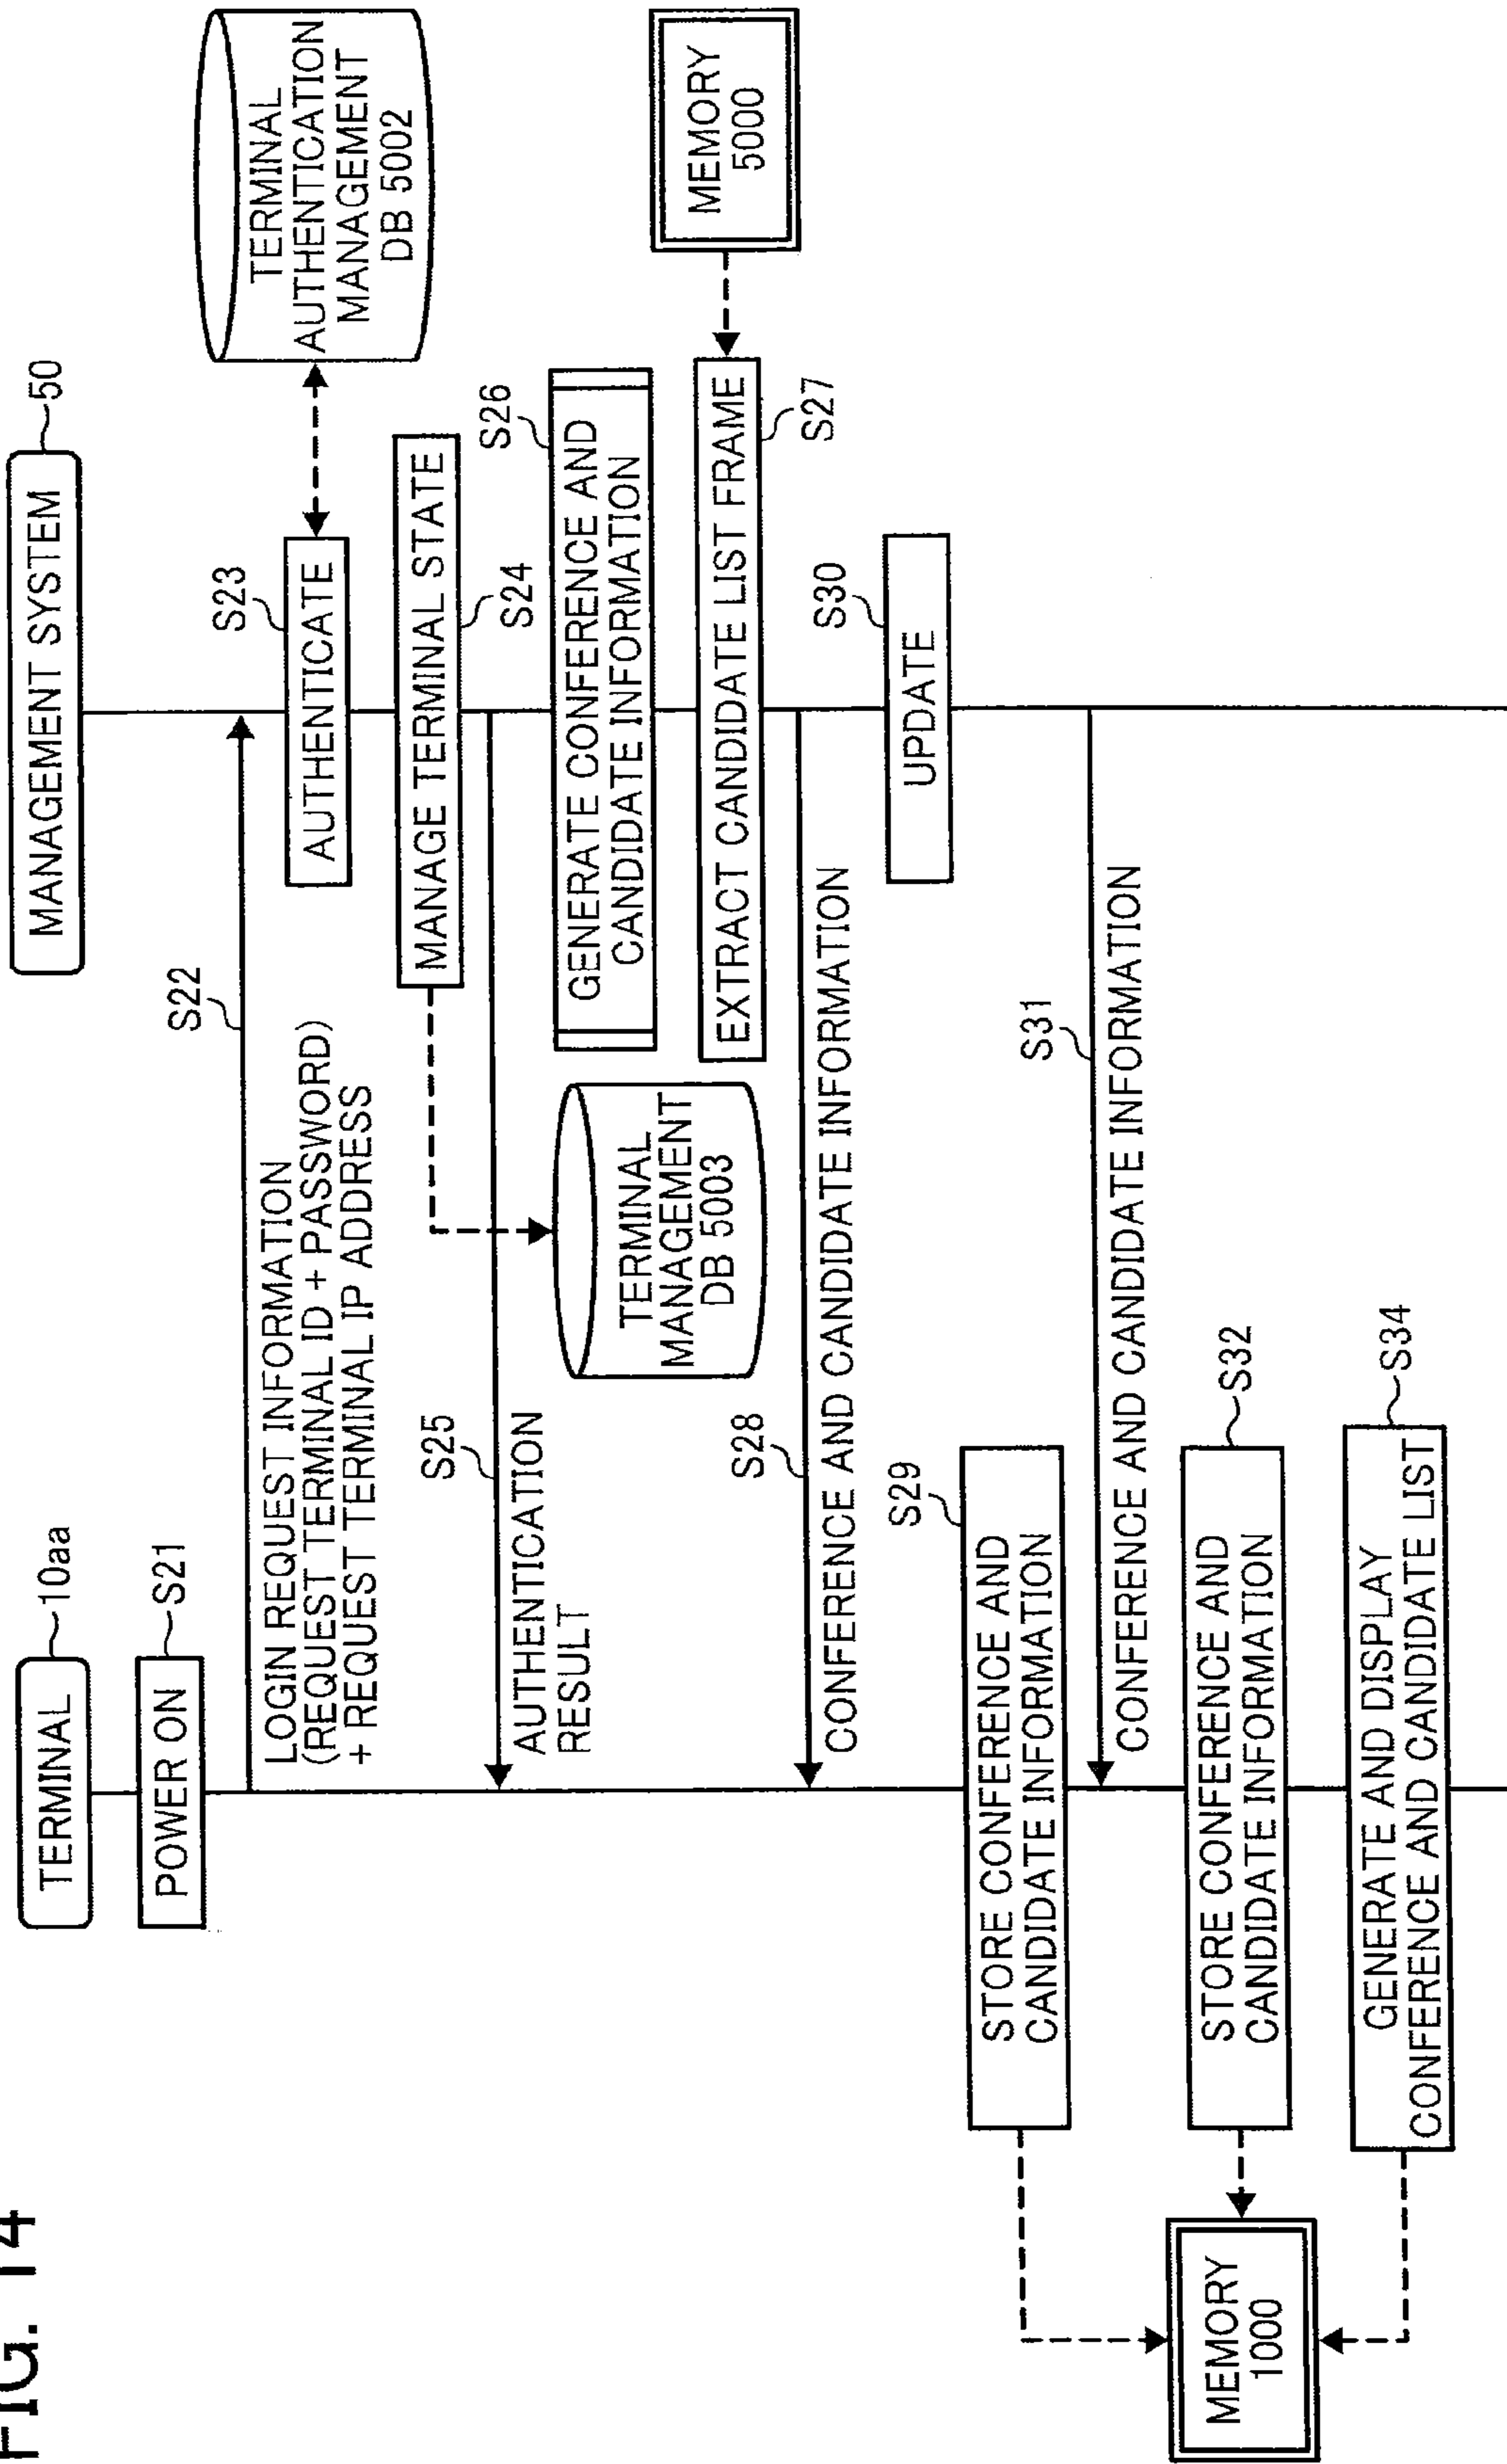 FIG. 14
TERMINAL
10aa
MANAGEMENT SYSTEM
50
POWER ON
S21
S22
LOGIN REQUEST INFORMATION
(REQUEST TERMINAL ID + PASSWORD)
+ REQUEST TERMINAL IP ADDRESS
S23
AUTHENTICATE
TERMINAL
AUTHENTICATION
MANAGEMENT
DB 5002
MANAGE TERMINAL STATE
S24
S25
AUTHENTICATION
RESULT
TERMINAL
MANAGEMENT
DB 5003
S26
GENERATE CONFERENCE AND
CANDIDATE INFORMATION
MEMORY
5000
EXTRACT CANDIDATE LIST FRAME
S27
S28
CONFERENCE AND CANDIDATE INFORMATION
S29
STORE CONFERENCE AND
CANDIDATE INFORMATION
S30
UPDATE
S31
CONFERENCE AND CANDIDATE INFORMATION
S32
STORE CONFERENCE AND
CANDIDATE INFORMATION
MEMORY
1000
S34
GENERATE AND DISPLAY
CONFERENCE AND CANDIDATE LIST